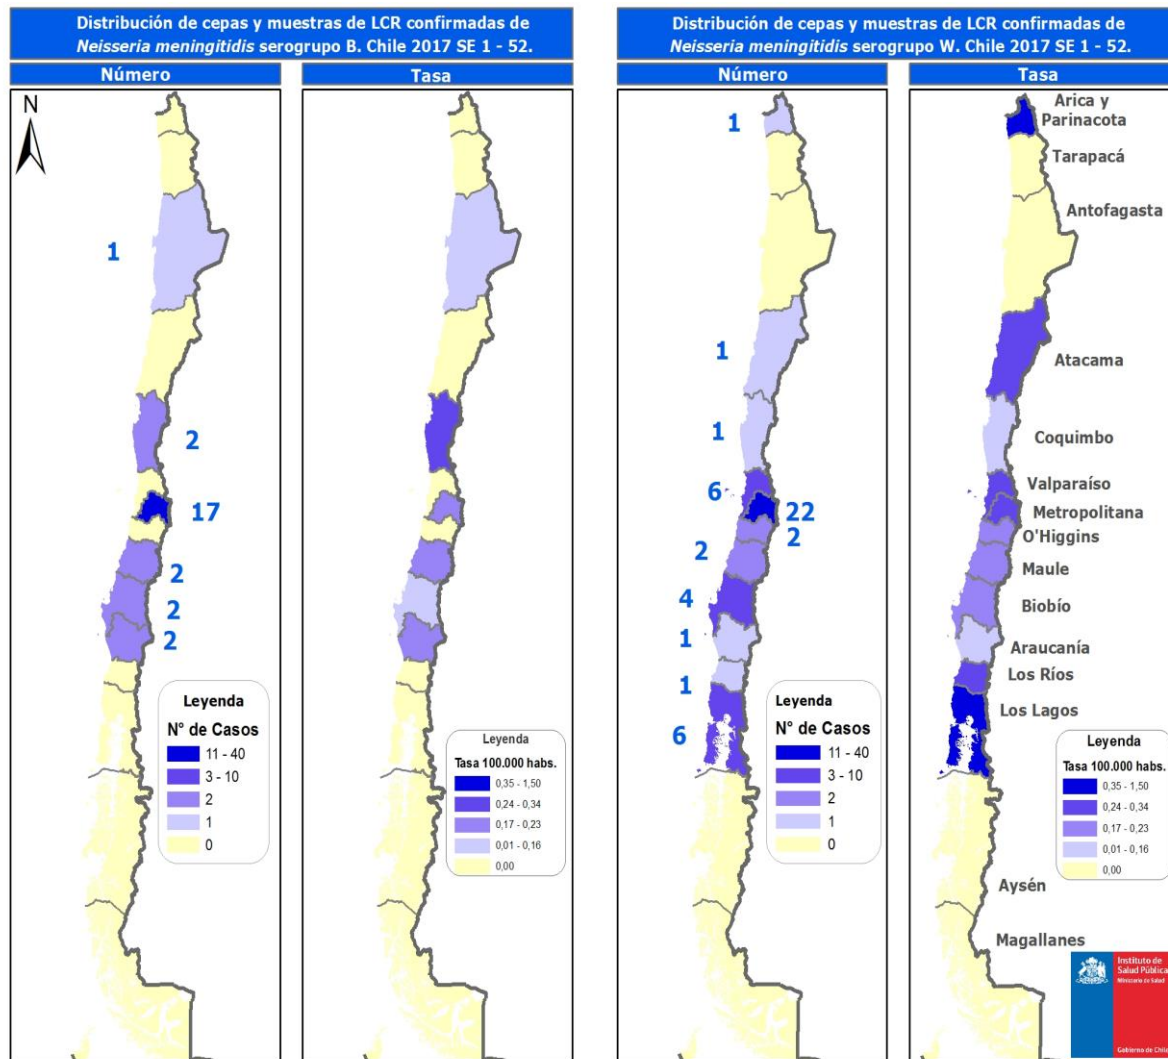 Distribución de cepas y muestras de LCR confirmadas de
Neisseria meningitidis serogrupo B. Chile 2017 SE 1 - 52.
Número
Tasa
N
1
2
17
2
2
2
Leyenda
N° de Casos
11 - 40
3 - 10
2
1
0
Leyenda
Tasa 100.000 habs.
0,35 - 1,50
0,24 - 0,34
0,17 - 0,23
0,01 - 0,16
0,00
Distribución de cepas y muestras de LCR confirmadas de
Neisseria meningitidis serogrupo W. Chile 2017 SE 1 - 52.
Número
Tasa
1
1
1
6
22
2
2
4
1
1
6
Leyenda
N° de Casos
11 - 40
3 - 10
2
1
0
Arica y
Parinacota
Tarapacá
Antofagasta
Atacama
Coquimbo
Valparaíso
Metropolitana
O'Higgins
Maule
Biobío
Araucanía
Los Ríos
Los Lagos
Leyenda
Tasa 100.000 habs.
0,35 - 1,50
0,24 - 0,34
0,17 - 0,23
0,01 - 0,16
0,00
Aysén
Magallanes
Instituto de
Salud Pública
Ministerio de Salud
Gobierno de Chile